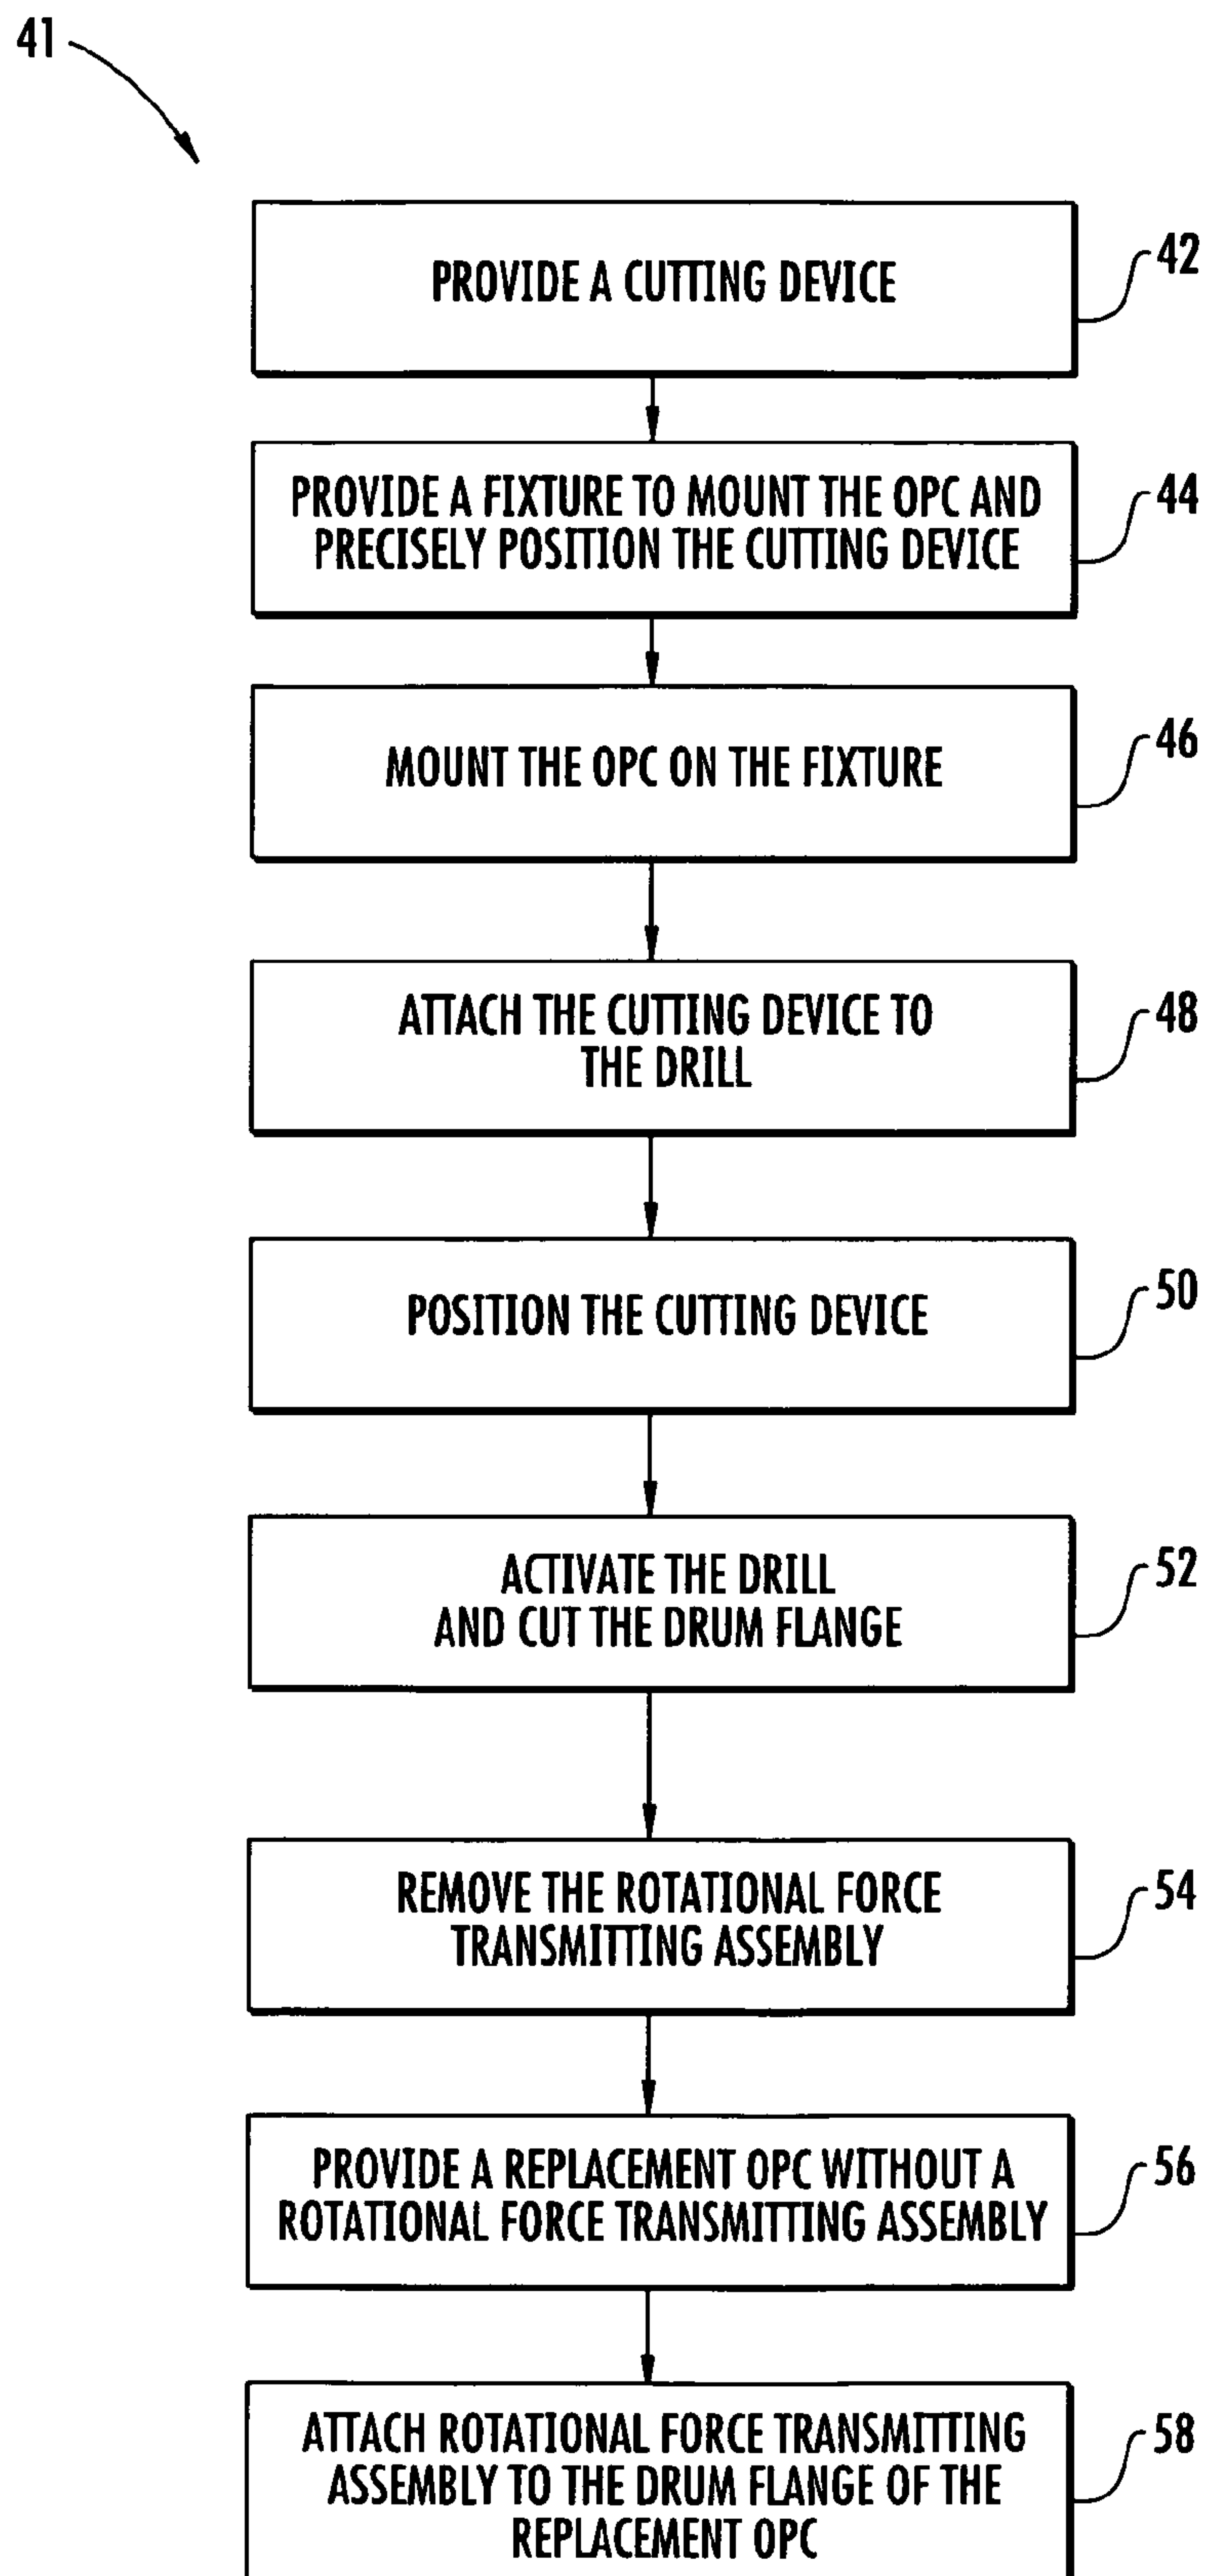 41
PROVIDE A CUTTING DEVICE
42
PROVIDE A FIXTURE TO MOUNT THE OPC AND
PRECISELY POSITION THE CUTTING DEVICE
44
MOUNT THE OPC ON THE FIXTURE
46
ATTACH THE CUTTING DEVICE TO
THE DRILL
48
POSITION THE CUTTING DEVICE
50
ACTIVATE THE DRILL
AND CUT THE DRUM FLANGE
52
REMOVE THE ROTATIONAL FORCE
TRANSMITTING ASSEMBLY
54
PROVIDE A REPLACEMENT OPC WITHOUT A
ROTATIONAL FORCE TRANSMITTING ASSEMBLY
56
ATTACH ROTATIONAL FORCE TRANSMITTING
ASSEMBLY TO THE DRUM FLANGE OF THE
REPLACEMENT OPC
58